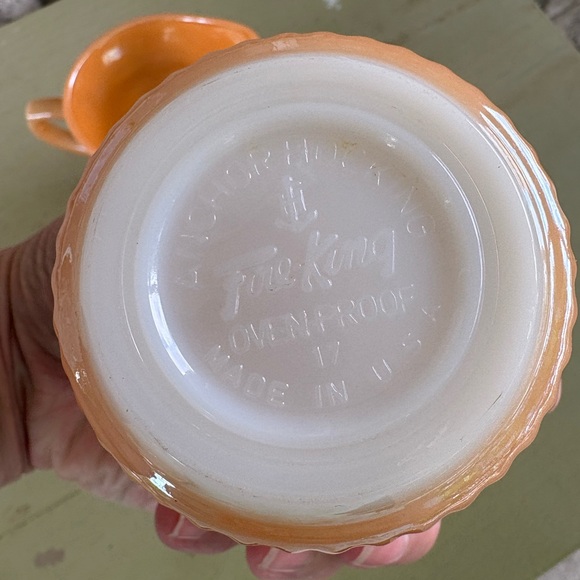 ANCHOR HOCKING
Fire-King
OVEN-PROOF
17
MADE IN U.S.A.